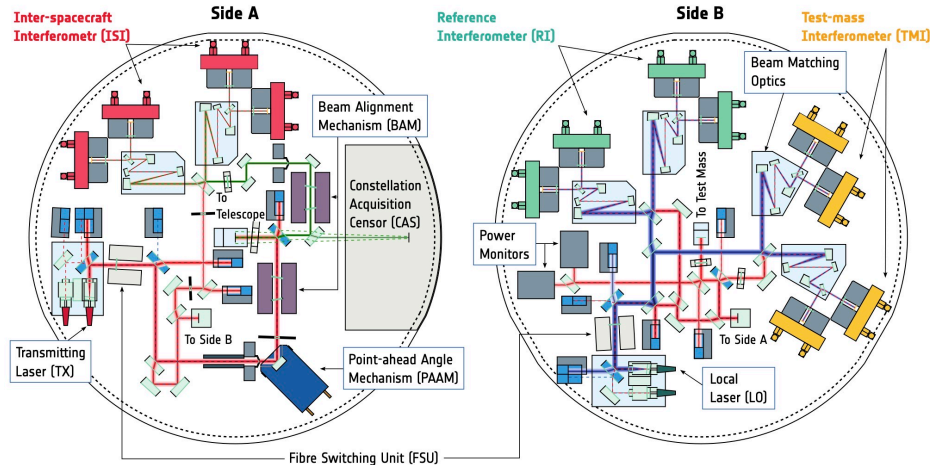 Side A
Side B
Inter-spacecraft
Interferometr (ISI)
Reference
Interferometer (RI)
Test-mass
Interferometer (TMI)
Beam Matching
Optics
Beam Alignment
Mechanism (BAM)
Constellation
Acquisition
Censor (CAS)
To
Telescope
To Test Mass
Power
Monitors
To Side B
To Side A
Transmitting
Laser (TX)
Point-ahead Angle
Mechanism (PAAM)
Local
Laser (LO)
Fibre Switching Unit (FSU)